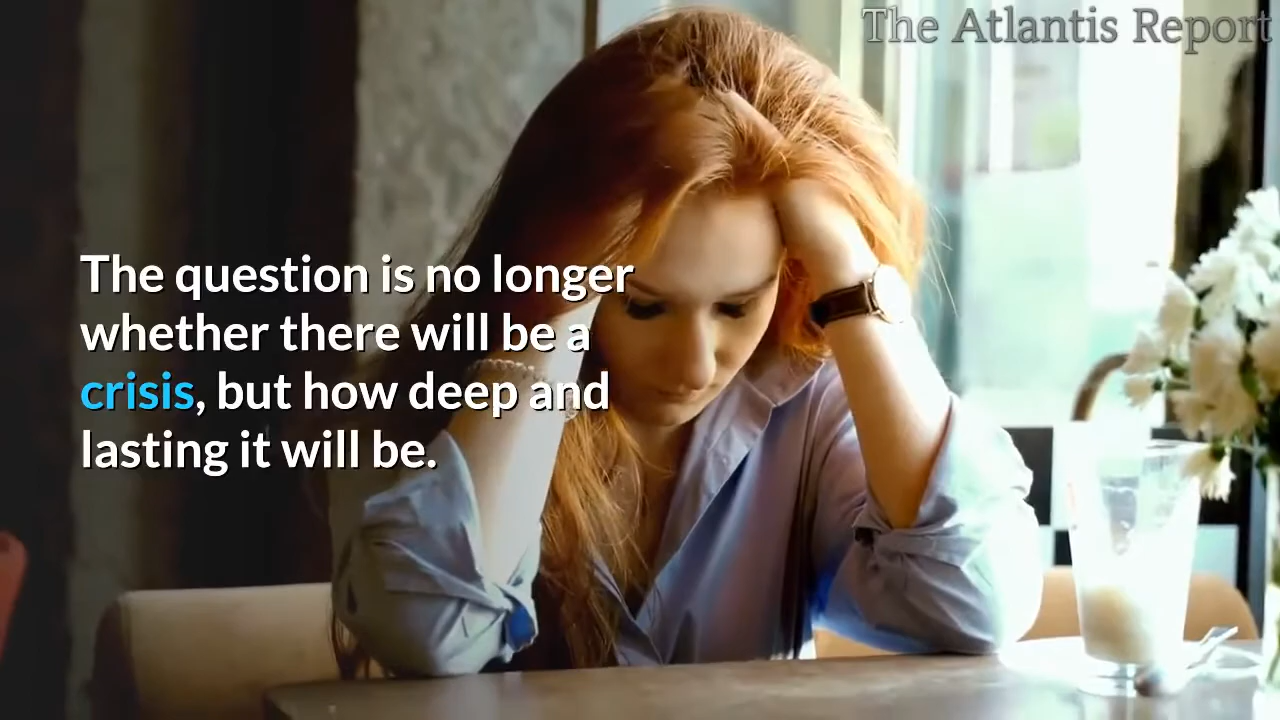 The Atlantis Report
The question is no longer
whether there will be a
crisis, but how deep and
lasting it will be.